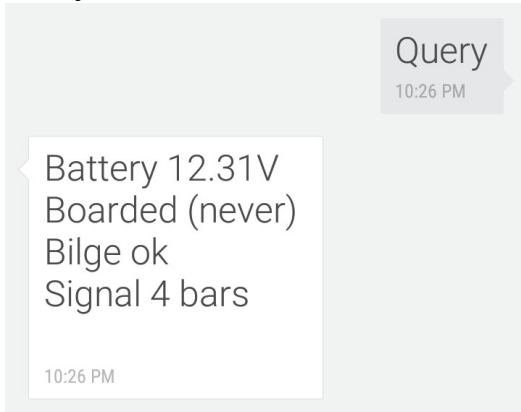 Query
10:26 PM
Battery 12.31V
Boarded (never)
Bilge ok
Signal 4 bars
10:26 PM